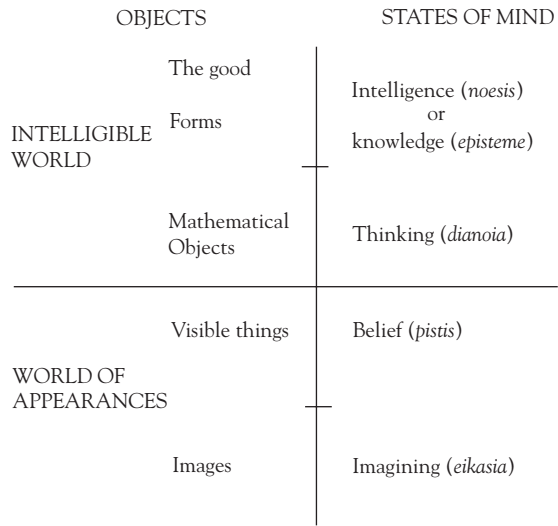 OBJECTS STATES OF MIND
The good
Intelligence (noesis)
or
knowledge (episteme)
Forms
INTELLIGIBLE
WORLD
Mathematical
Objects
Thinking (dianoia)
Visible things
Belief (pistis)
WORLD OF
APPEARANCES
Images
Imagining (eikasia)